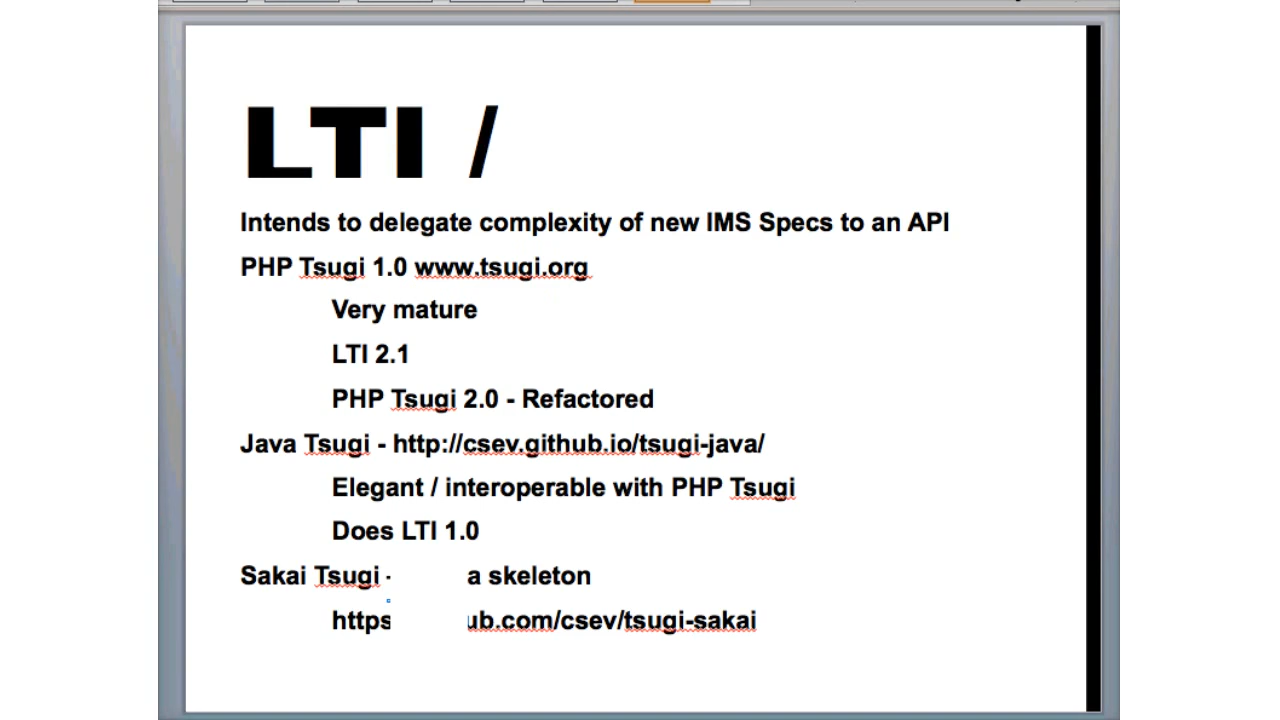 LTI /
Intends to delegate complexity of new IMS Specs to an API
PHP Tsugi 1.0 www.tsugi.org
Very mature
LTI 2.1
PHP Tsugi 2.0 - Refactored
Java Tsugi - http://csev.github.io/tsugi-java/
Elegant / interoperable with PHP Tsugi
Does LTI 1.0
Sakai Tsugi - a skeleton
https ub.com/csev/tsugi-sakai